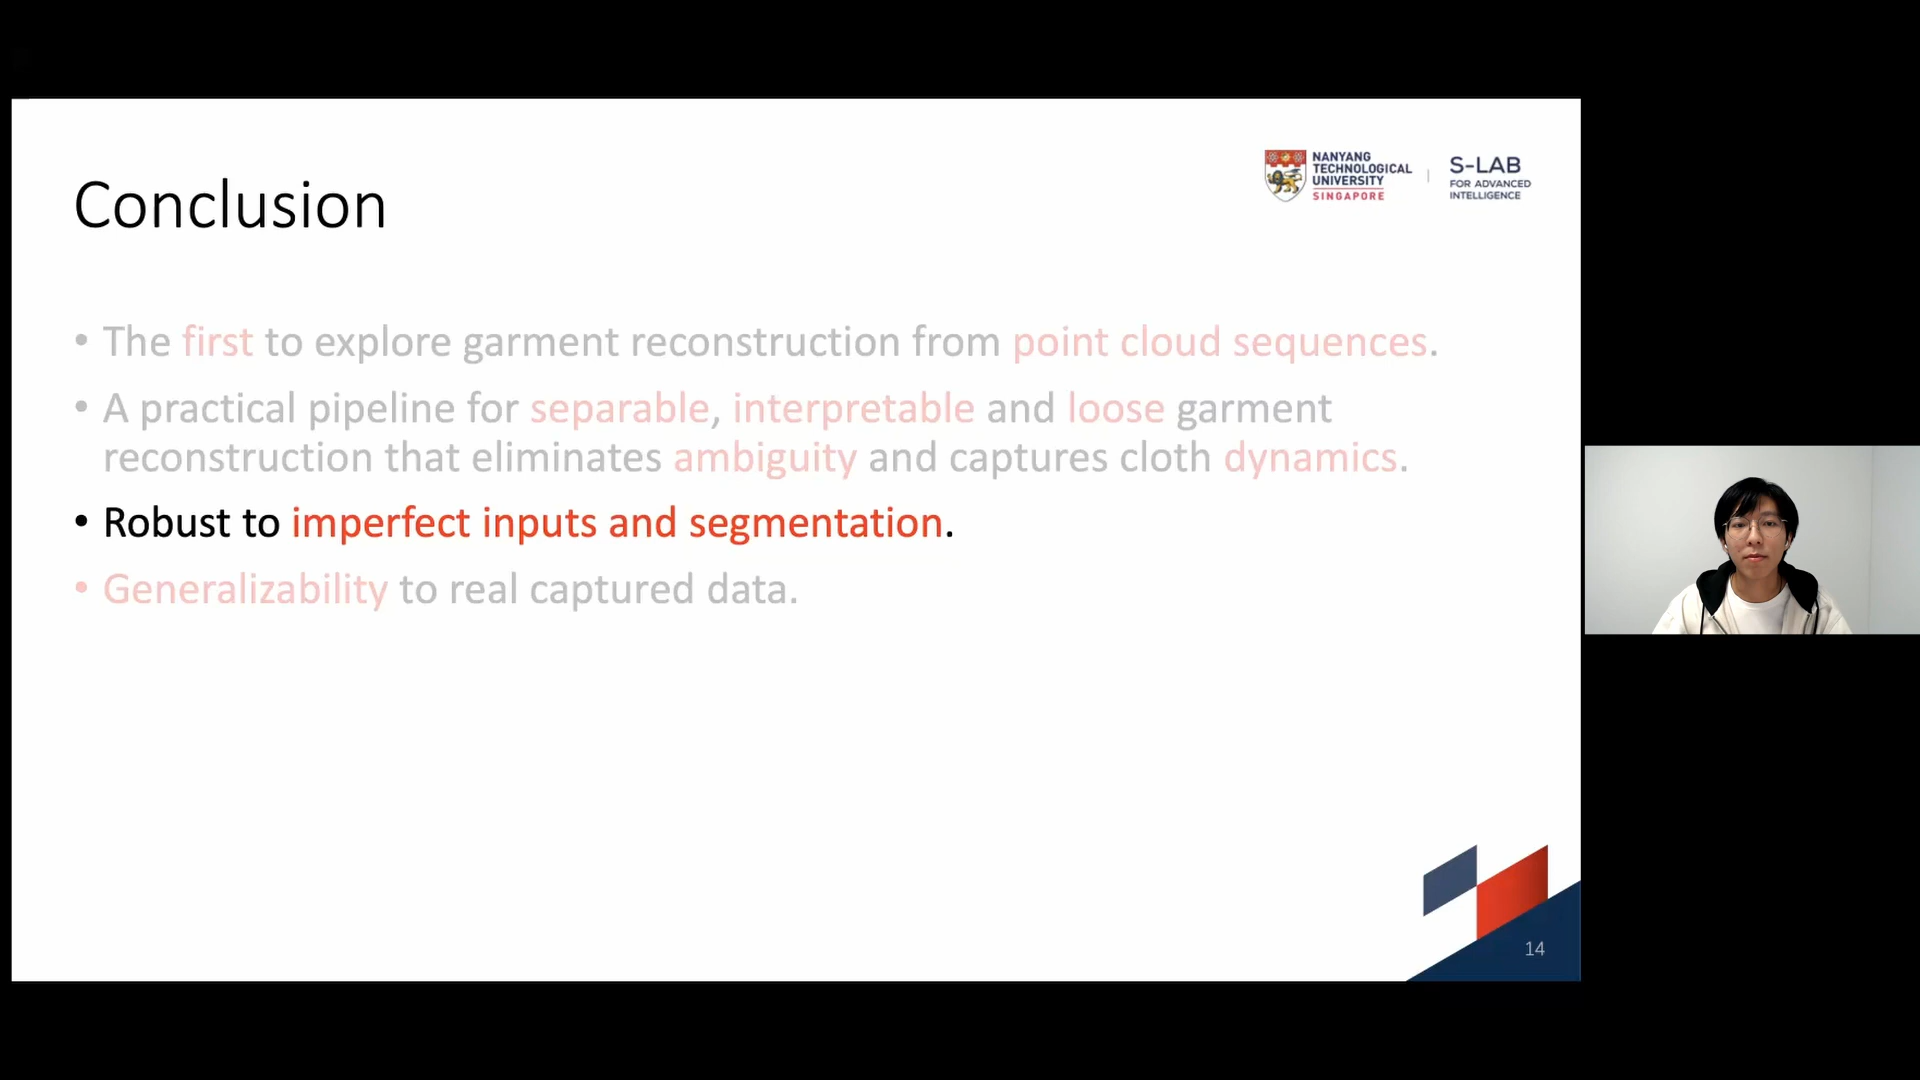 NANYANG
TECHNOLOGICAL
UNIVERSITY
SINGAPORE
S-LAB
FOR ADVANCED
INTELLIGENCE
Conclusion
• The first to explore garment reconstruction from point cloud sequences.
• A practical pipeline for separable, interpretable and loose garment
reconstruction that eliminates ambiguity and captures cloth dynamics.
• Robust to imperfect inputs and segmentation.
• Generalizability to real captured data.
14